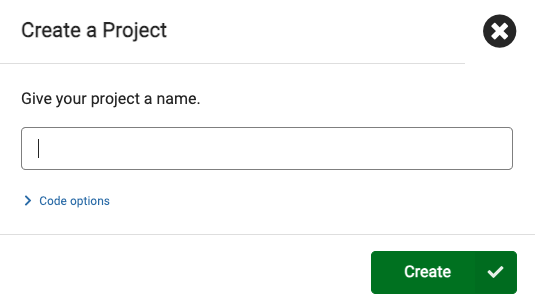 Create a Project
Give your project a name.
Code options
Create